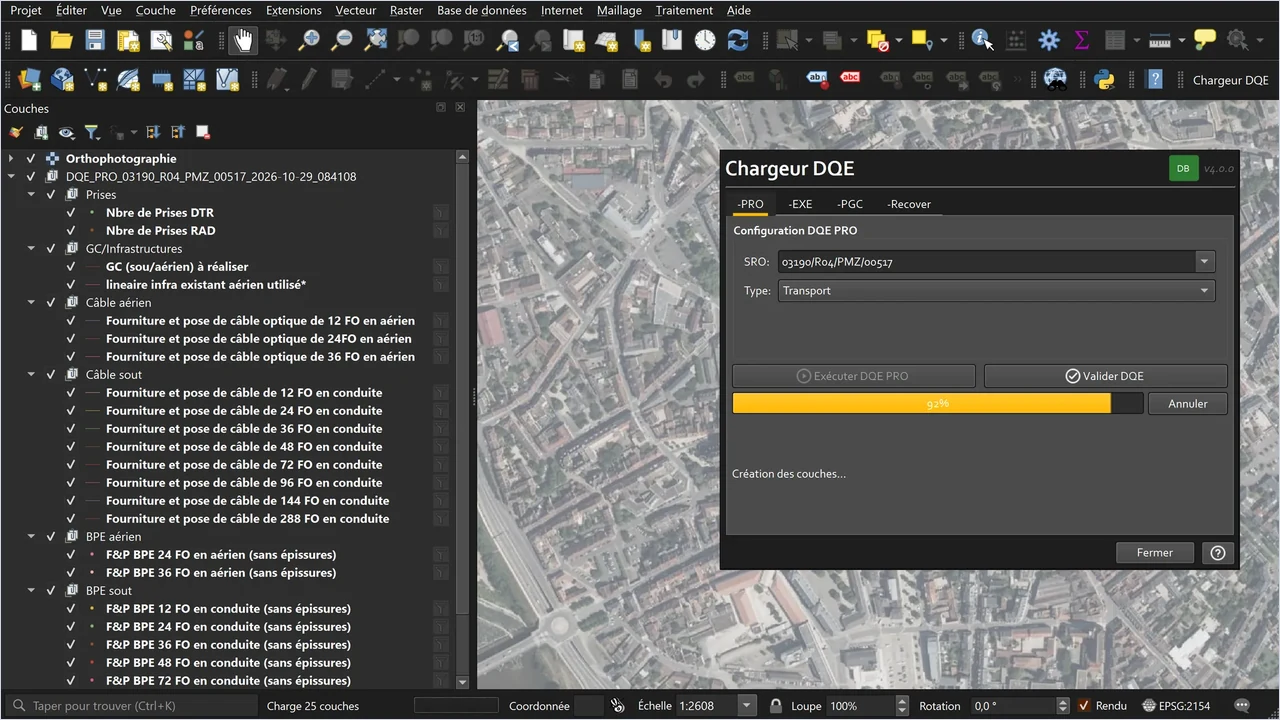 Projet Éditer Vue Couche Préférences Extensions Vecteur Raster Base de données Internet Maillage Traitement Aide
Chargeur DQE
Couches
Orthophotographie
DQE_PRO_03190_R04_PMZ_00517_2026-10-29_084108
Prises
Nbre de Prises DTR
Nbre de Prises RAD
GC/Infrastructures
GC (sou/aérien) à réaliser
lineaire infra existant aérien utilisé*
Câble aérien
Fourniture et pose de câble optique de 12 FO en aérien
Fourniture et pose de câble optique de 24FO en aérien
Fourniture et pose de câble optique de 36 FO en aérien
Câble sout
Fourniture et pose de câble de 12 FO en conduite
Fourniture et pose de câble de 24 FO en conduite
Fourniture et pose de câble de 36 FO en conduite
Fourniture et pose de câble de 48 FO en conduite
Fourniture et pose de câble de 72 FO en conduite
Fourniture et pose de câble de 96 FO en conduite
Fourniture et pose de câble de 144 FO en conduite
Fourniture et pose de câble de 288 FO en conduite
BPE aérien
F&P BPE 24 FO en aérien (sans épissures)
F&P BPE 36 FO en aérien (sans épissures)
BPE sout
F&P BPE 12 FO en conduite (sans épissures)
F&P BPE 24 FO en conduite (sans épissures)
F&P BPE 36 FO en conduite (sans épissures)
F&P BPE 48 FO en conduite (sans épissures)
F&P BPE 72 FO en conduite (sans épissures)
Chargeur DQE
DB v4.0.0
-PRO -EXE -PGC -Recover
Configuration DQE PRO
SRO: 03190/R04/PMZ/00517
Type: Transport
Exécuter DQE PRO Valider DQE
92% Annuler
Création des couches...
Fermer
Taper pour trouver (Ctrl+K) Charge 25 couches Coordonnée Échelle 1:2608 Loupe 100% Rotation 0,0 ° Rendu EPSG:2154